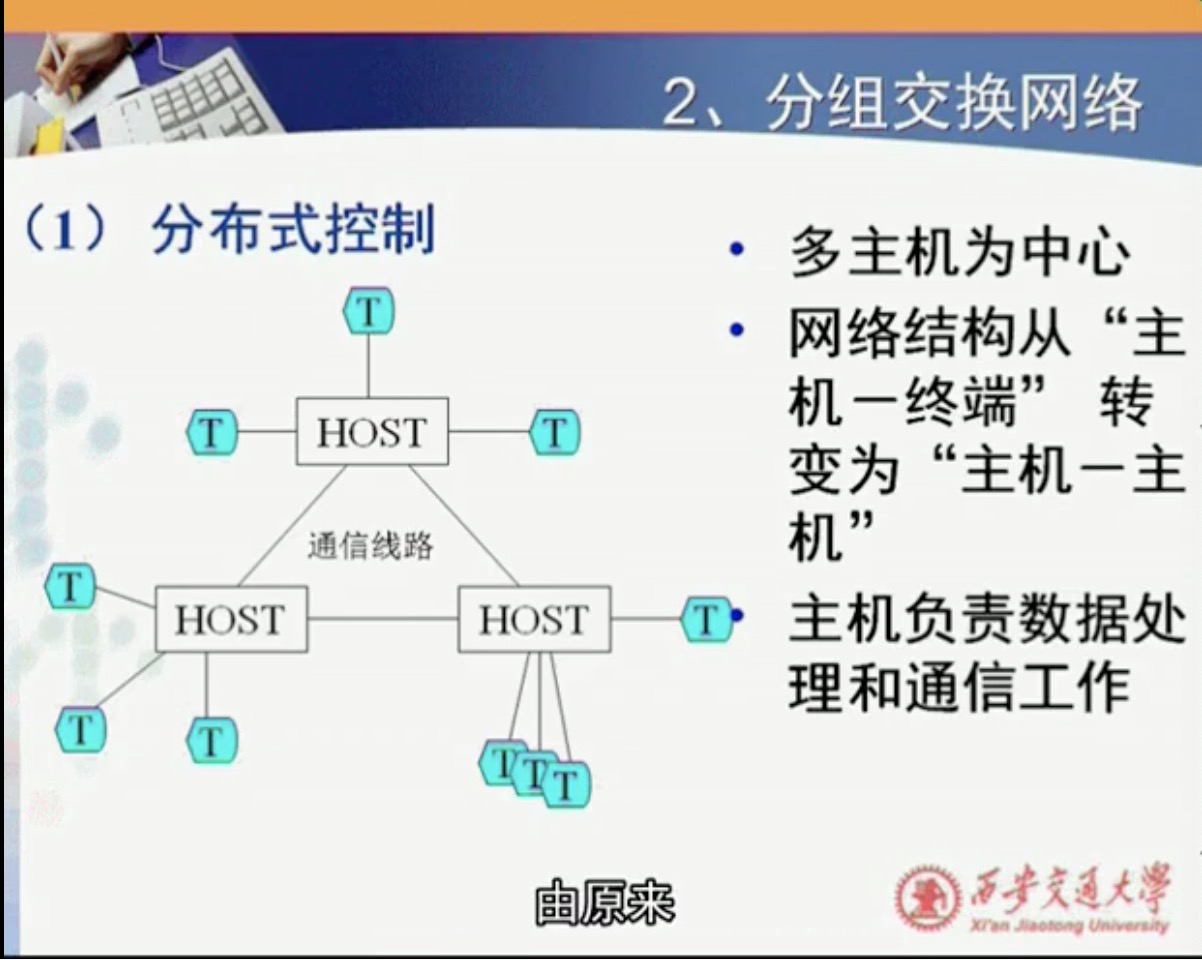 2、分组交换网络
（1） 分布式控制
T
T
HOST
T
通信线路
T
HOST
HOST
T
T
T
T
T
T
• 多主机为中心
• 网络结构从“主
机－终端” 转
变为“主机－主
机”
• 主机负责数据处
理和通信工作
由原来
西安交通大學
Xi'an Jiaotong University